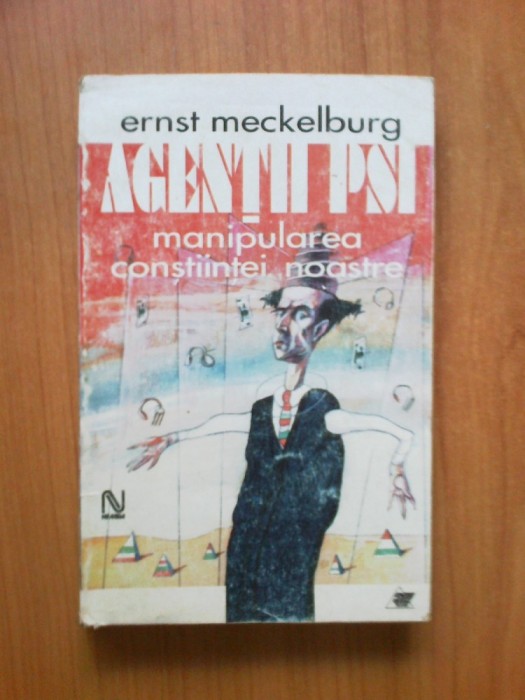 ernst meckelburg
AGENȚII PSI
manipularea
conștiinței noastre
N